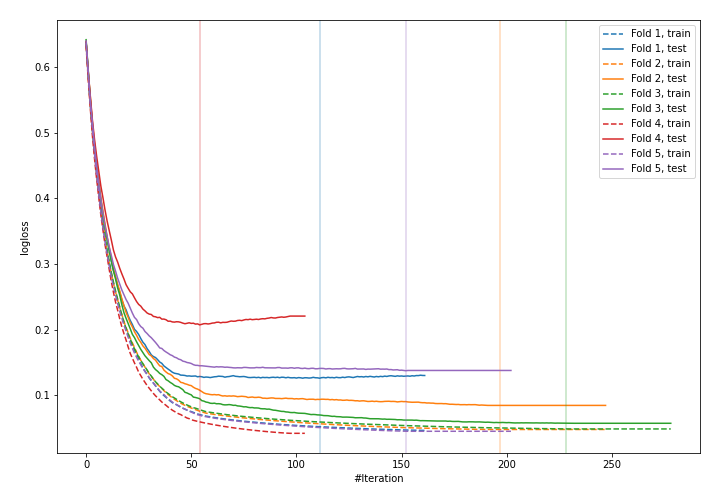 0.6
0.5
0.4
0.3
0.2
0.1
logloss
0
50
100
150
200
250
#Iteration
Fold 1, train
Fold 1, test
Fold 2, train
Fold 2, test
Fold 3, train
Fold 3, test
Fold 4, train
Fold 4, test
Fold 5, train
Fold 5, test